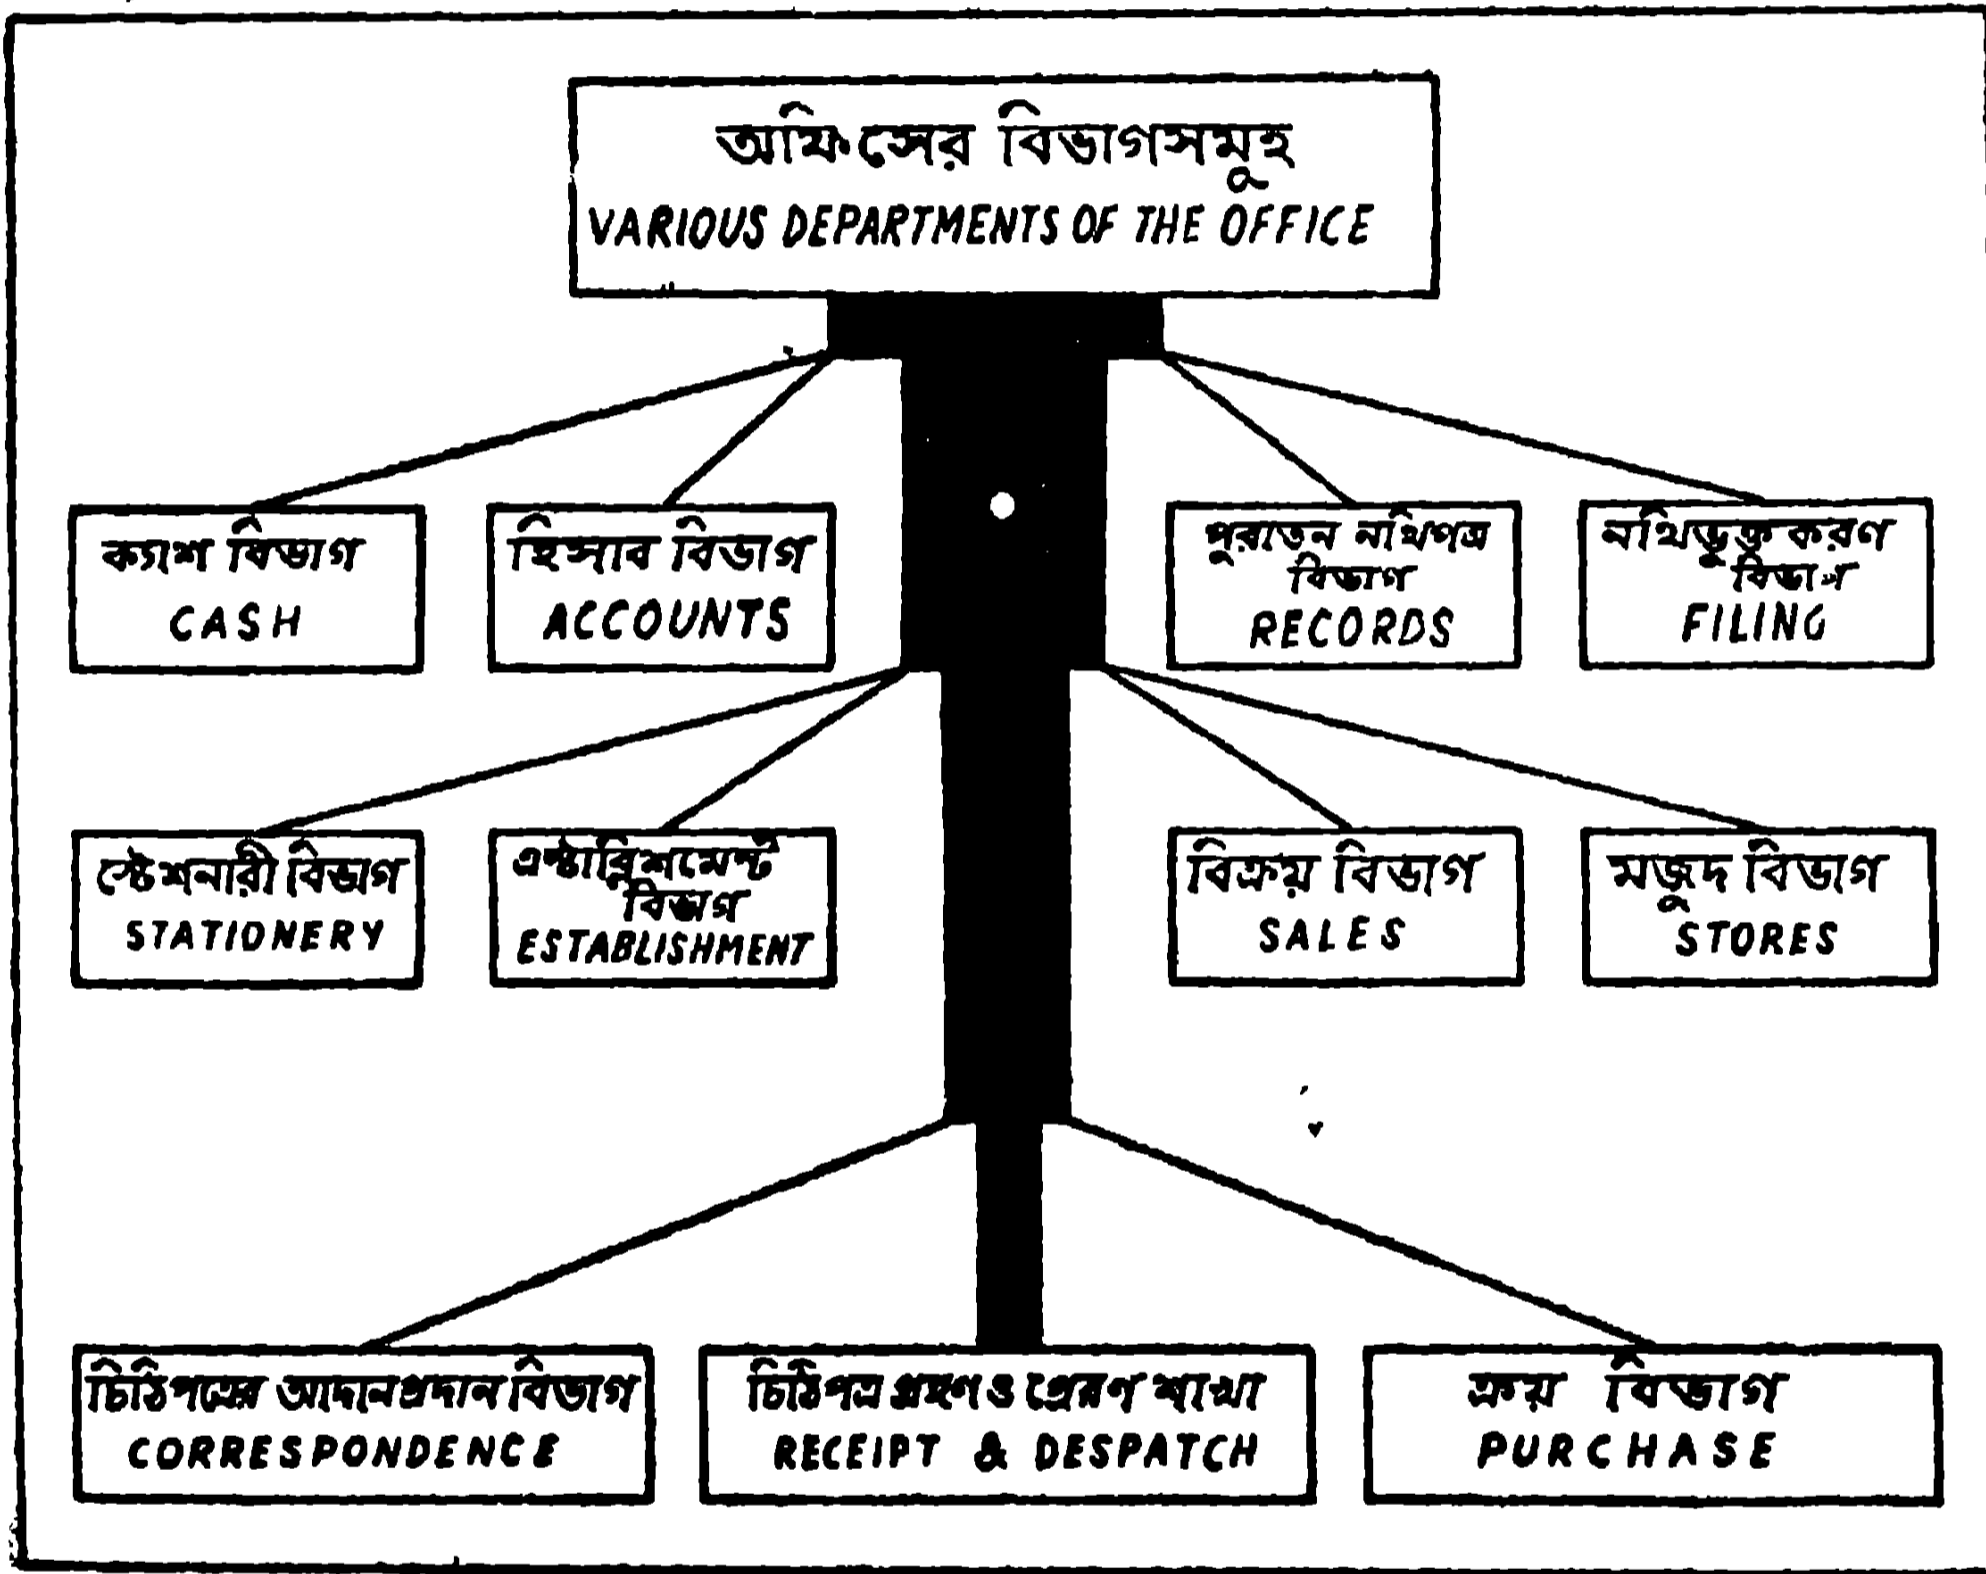 অফিসের বিভাগসমূহ
VARIOUS DEPARTMENTS OF THE OFFICE
ক্যাশ বিভাগ
CASH
হিসাব বিভাগ
ACCOUNTS
পুরাতন নথিপত্র
বিভাগ
RECORDS
নথিভুক্তকরণ
বিভাগ
FILING
স্টেশনারী বিভাগ
STATIONERY
এস্টাব্লিশমেন্ট
বিভাগ
ESTABLISHMENT
বিক্রয় বিভাগ
SALES
মজুদ বিভাগ
STORES
চিঠিপত্রের আদানপ্রদান বিভাগ
CORRESPONDENCE
চিঠিপত্র গ্রহণ ও প্রেরণ শাখা
RECEIPT & DESPATCH
ক্রয় বিভাগ
PURCHASE